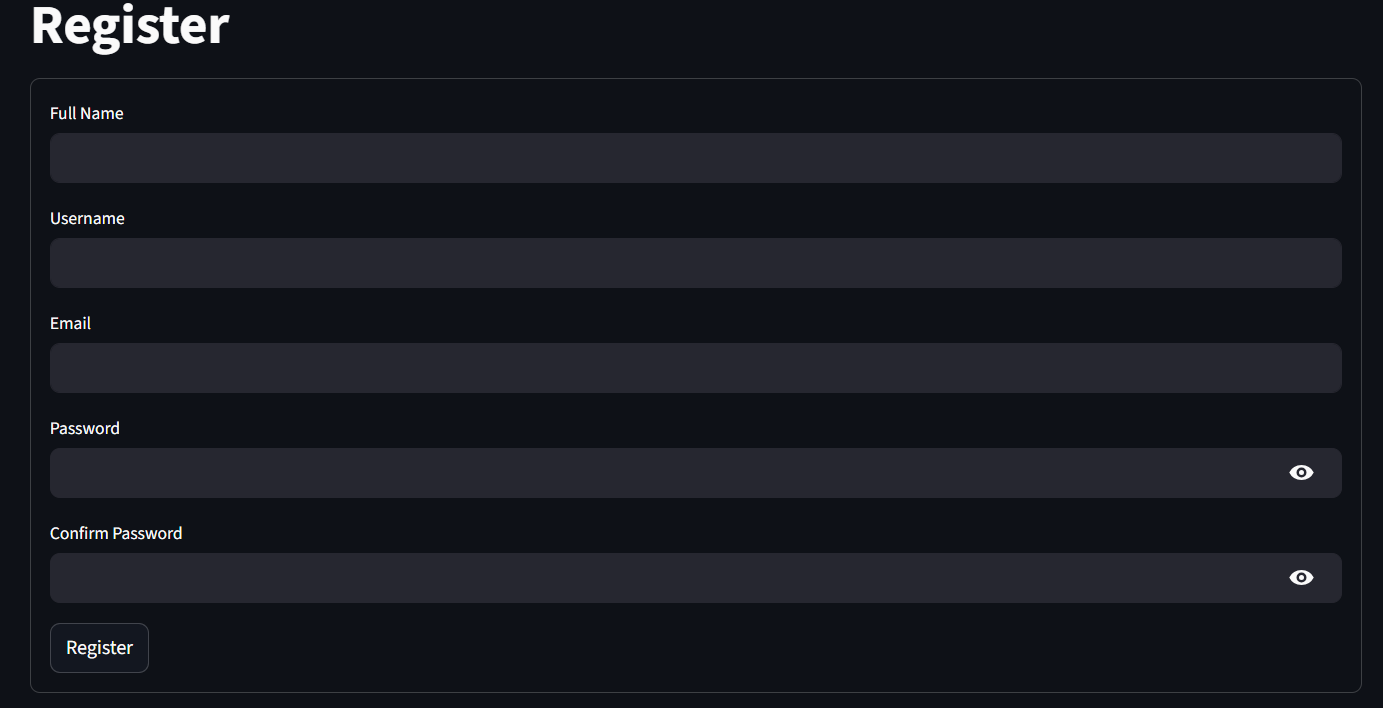 Register
Full Name
Username
Email
Password
Confirm Password
Register